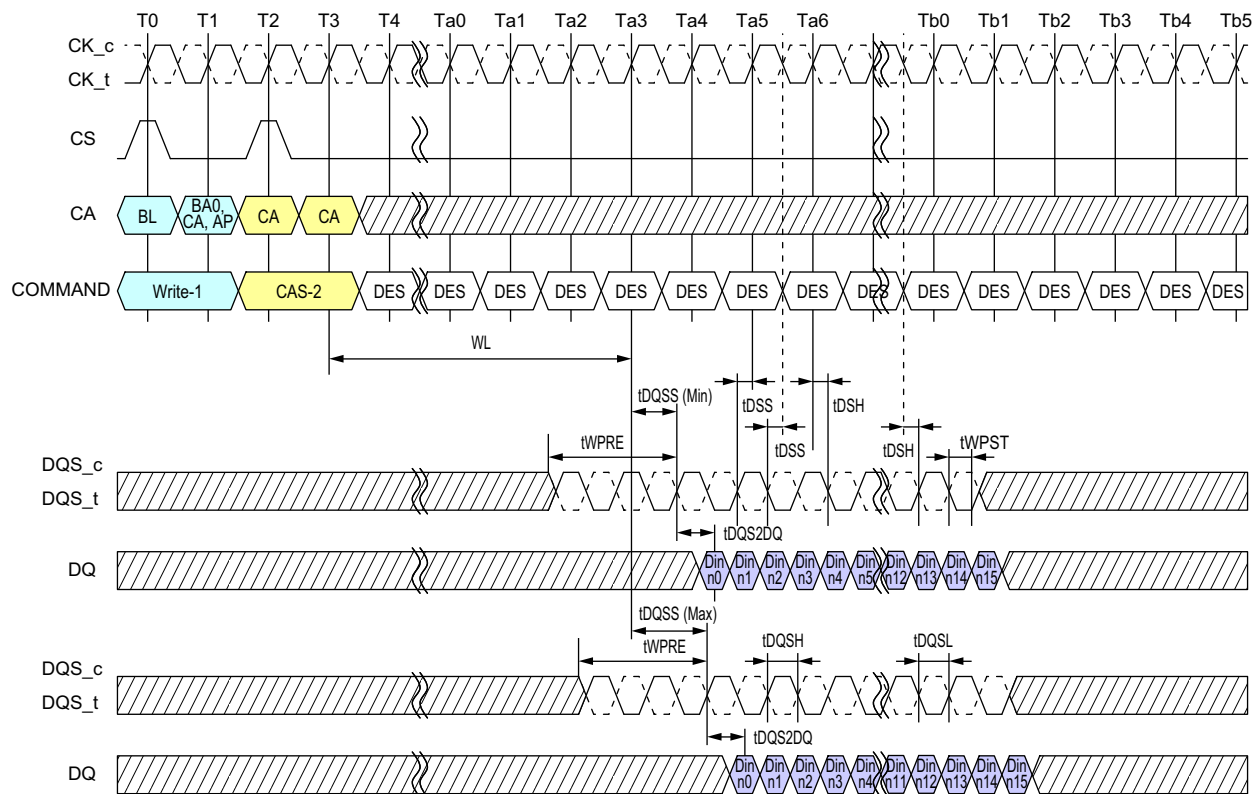 T0 T1 T2 T3 T4 Ta0 Ta1 Ta2 Ta3 Ta4 Ta5 Ta6 Tb0 Tb1 Tb2 Tb3 Tb4 Tb5
CK_c
CK_t
CS
CA BL BA0, CA, AP CA CA
COMMAND Write-1 CAS-2 DES DES DES DES DES DES DES DES DES DES DES DES DES DES DES
WL
tDQSS (Min) tDSS tDSH
tWPRE tDSS tDSH tWPST
DQS_c
DQS_t
tDQS2DQ
DQ Din n0 Din n1 Din n2 Din n3 Din n4 Din n5 Din n12 Din n13 Din n14 Din n15
tDQSS (Max)
tWPRE tDQSH tDQSL
DQS_c
DQS_t
tDQS2DQ
DQ Din n0 Din n1 Din n2 Din n3 Din n4 Din n11 Din n12 Din n13 Din n14 Din n15